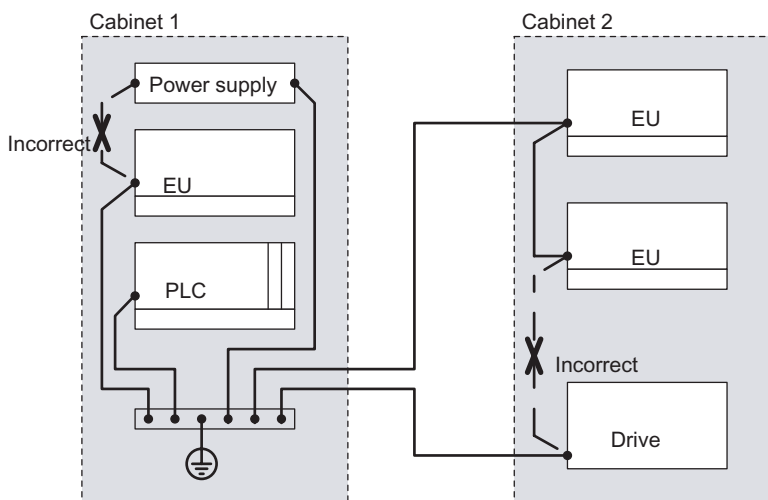 Cabinet 1
Cabinet 2
Power supply
EU
Incorrect
EU
EU
PLC
Incorrect
Drive